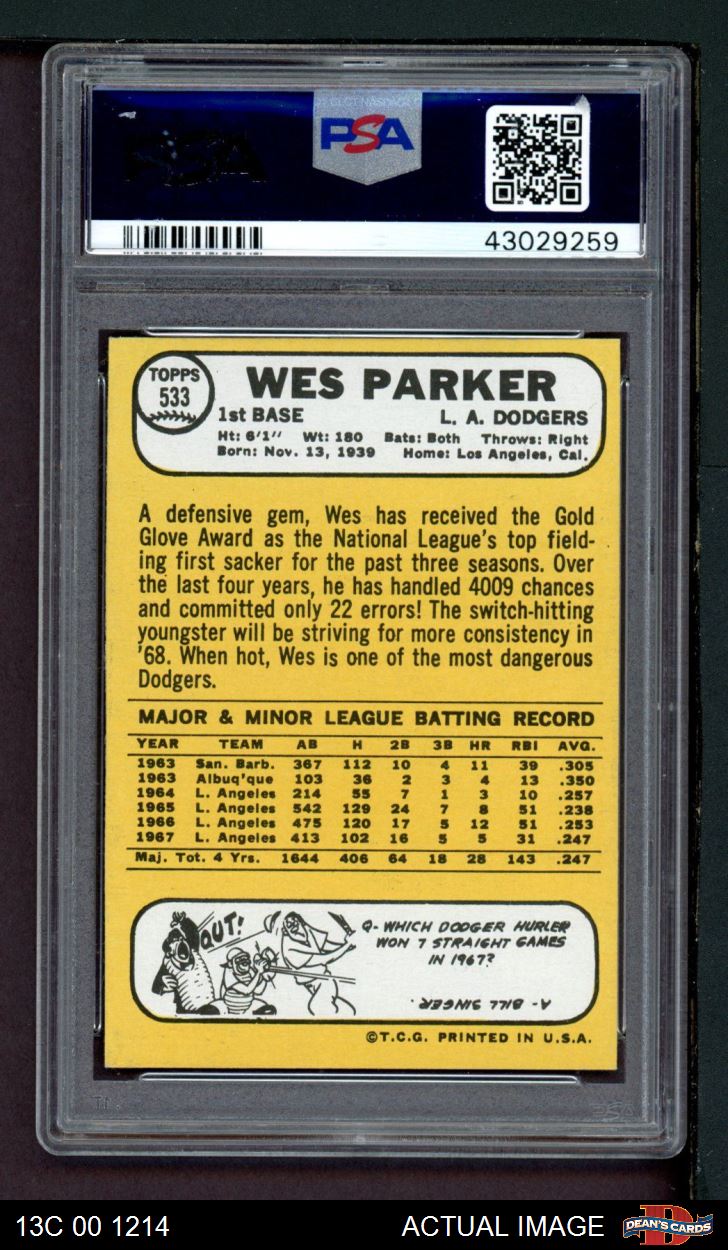 PSA
PSA
43029259
TOPPS
533
WES PARKER
1st BASE L. A. DODGERS
Ht: 6'1" Wt: 180 Bats: Both Throws: Right
Born: Nov. 13, 1939 Home: Los Angeles, Cal.
A defensive gem, Wes has received the Gold
Glove Award as the National League's top field-
ing first sacker for the past three seasons. Over
the last four years, he has handled 4009 chances
and committed only 22 errors! The switch-hitting
youngster will be striving for more consistency in
'68. When hot, Wes is one of the most dangerous
Dodgers.
MAJOR & MINOR LEAGUE BATTING RECORD
YEAR TEAM AB H 2B 3B HR RBI AVG.
1963 San. Barb. 367 112 10 4 11 39 .305
1963 Albuq'que 103 36 2 3 4 13 .350
1964 L. Angeles 214 55 7 1 3 10 .257
1965 L. Angeles 542 129 24 7 8 51 .238
1966 L. Angeles 475 120 17 5 12 51 .253
1967 L. Angeles 413 102 16 5 5 31 .247
Maj. Tot. 4 Yrs. 1644 406 64 18 28 143 .247
OUT!
Q- WHICH DODGER HURLER
WON 7 STRAIGHT GAMES
IN 1967?
A - BILL SINGER.
©T.C.G. PRINTED IN U.S.A.
13C 00 1214 ACTUAL IMAGE DEAN'S CARDS